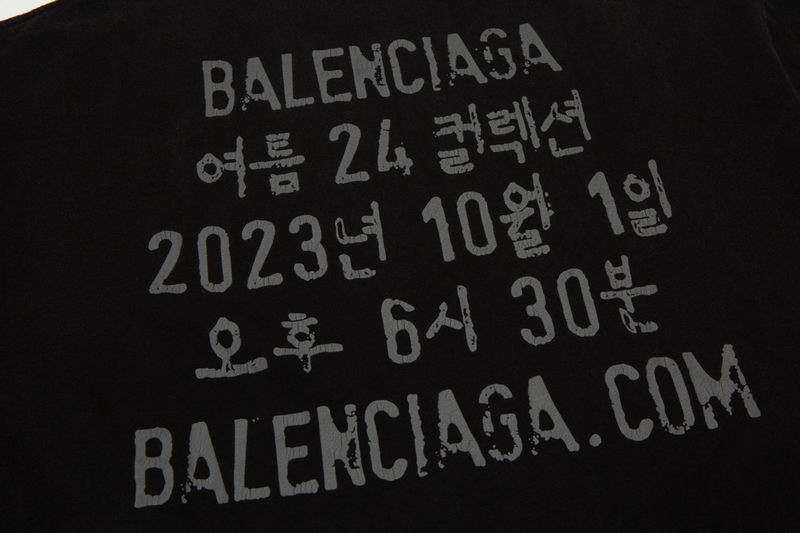 BALENCIAGA
여름 24 컬렉션
2023년 10월 1일
오후 6시 30분
BALENCIAGA.COM